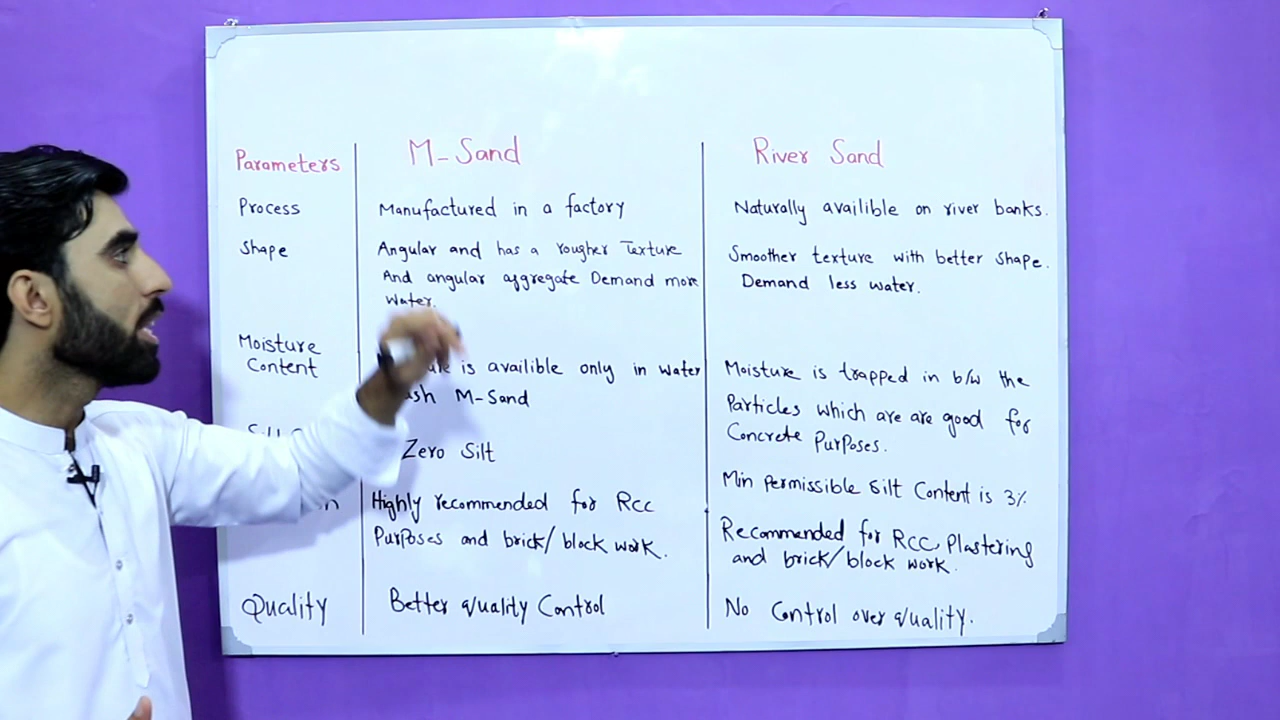 Parameters M-Sand River Sand
Process Manufactured in a factory Naturally availible on river banks.
Shape Angular and has a rougher Texture Smoother texture with better shape.
And angular aggregate Demand more Demand less water.
Water.
Moisture
Content is availible only in water Moisture is trapped in b/w the
M-Sand Particles which are are good for
Concrete Purposes.
Zero Silt Min Permissible Silt Content is 3%
Highly recommended for RCC Recommended for RCC, Plastering
Purposes and brick/block work. and brick/block work.
Quality Better quality Control No Control over quality.